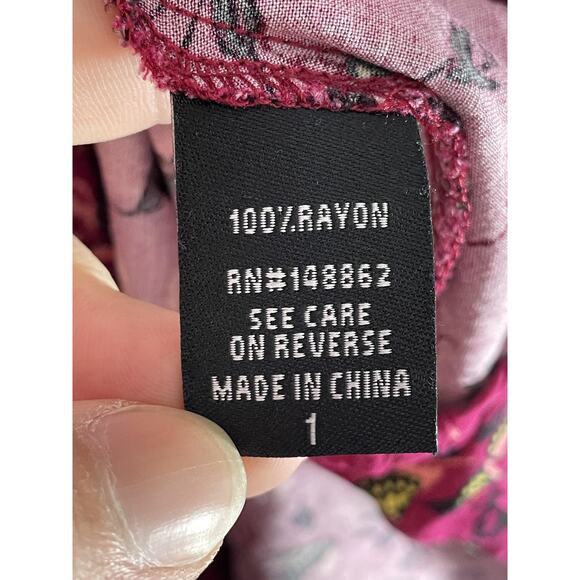 100%RAYON
RN#148862
SEE CARE
ON REVERSE
MADE IN CHINA
1